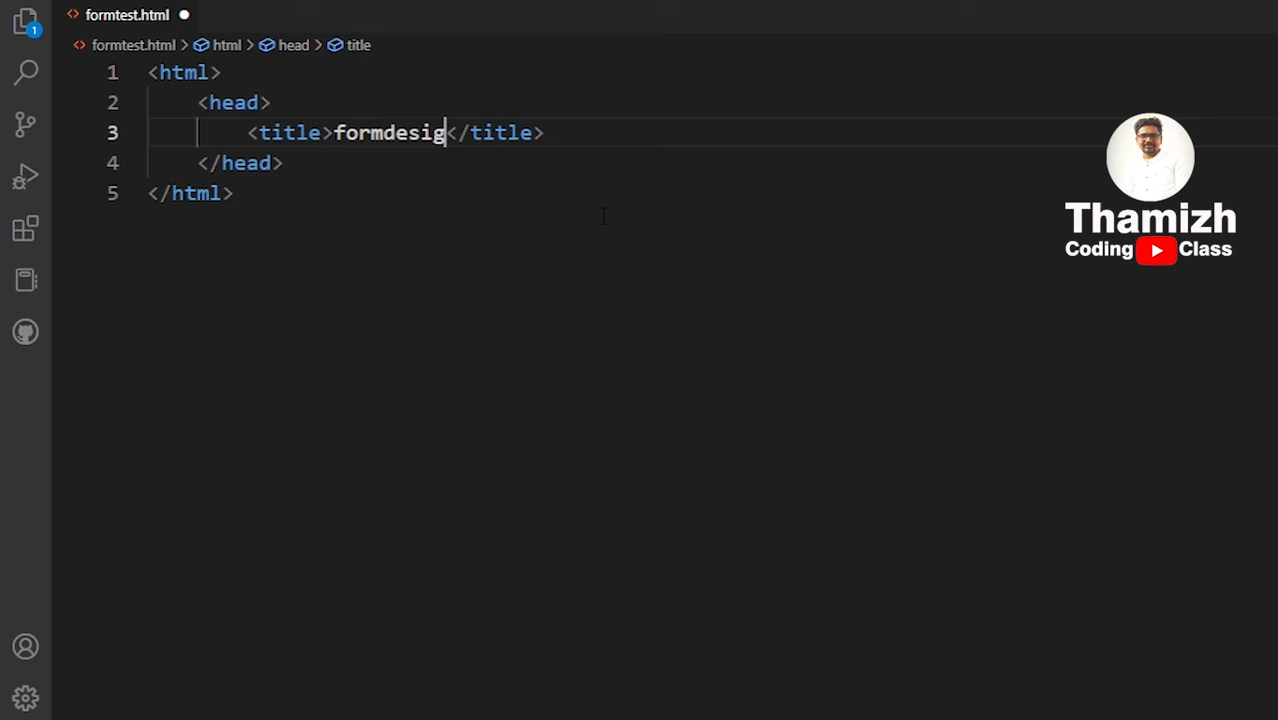 formtest.html
1
formtest.html > html > head > title
1 <html>
2 <head>
3 <title>formdesig</title>
4 </head>
5 </html>
Thamizh
Coding Class